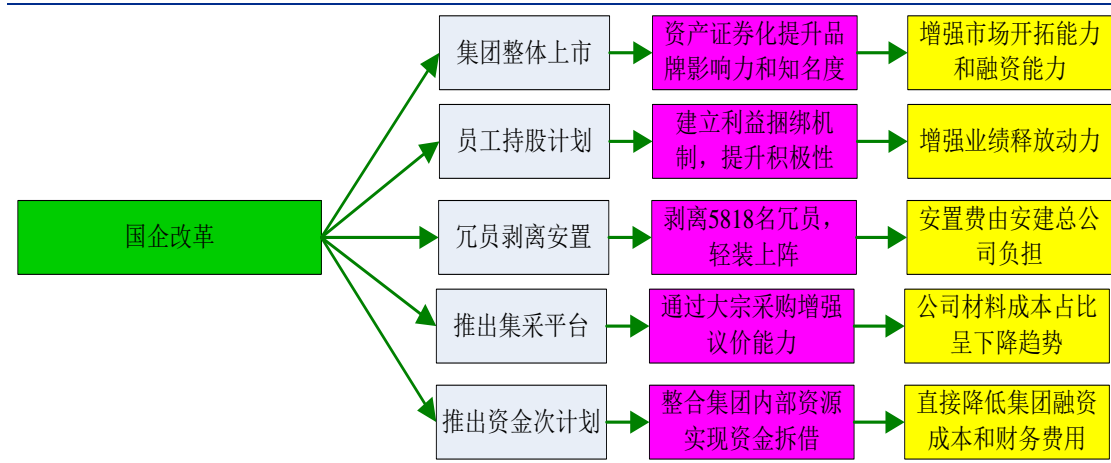 国企改革
集团整体上市
资产证券化提升品
牌影响力和知名度
增强市场开拓能力
和融资能力
员工持股计划
建立利益捆绑机
制，提升积极性
增强业绩释放动力
冗员剥离安置
剥离5818名冗员，
轻装上阵
安置费由安建总公
司负担
推出集采平台
通过大宗采购增强
议价能力
公司材料成本占比
呈下降趋势
推出资金次计划
整合集团内部资源
实现资金拆借
直接降低集团融资
成本和财务费用